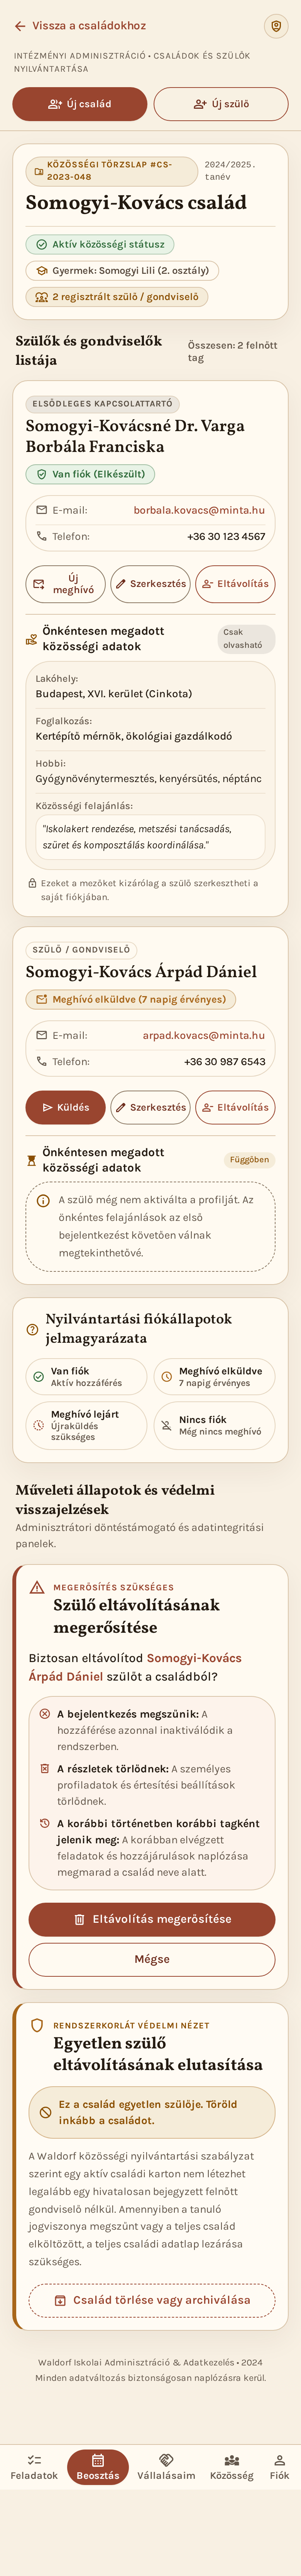 Vissza a családokhoz
INTÉZMÉNYI ADMINISZTRÁCIÓ • CSALÁDOK ÉS SZÜLŐK
NYILVÁNTARTÁSA
Új család
Új szülő
KÖZÖSSÉGI TÖRZSLAP #CS-
2023-048
2024/2025.
tanév
Somogyi-Kovács család
Aktív közösségi státusz
Gyermek: Somogyi Lili (2. osztály)
2 regisztrált szülő / gondviselő
Szülők és gondviselők
listája
Összesen: 2 felnőtt
tag
ELSŐDLEGES KAPCSOLATTARTÓ
Somogyi-Kovácsné Dr. Varga
Borbála Franciska
Van fiók (Elkészült)
E-mail:
borbala.kovacs@minta.hu
Telefon:
+36 30 123 4567
Új
meghívó
Szerkesztés
Eltávolítás
Önkéntesen megadott
közösségi adatok
Csak
olvasható
Lakóhely:
Budapest, XVI. kerület (Cinkota)
Foglalkozás:
Kertépítő mérnök, ökológiai gazdálkodó
Hobbi:
Gyógynövénytermesztés, kenyérsütés, néptánc
Közösségi felajánlás:
"Iskolakert rendezése, metszési tanácsadás,
szüret és komposztálás koordinálása."
Ezeket a mezőket kizárólag a szülő szerkesztheti a
saját fiókjában.
SZÜLŐ / GONDVISELŐ
Somogyi-Kovács Árpád Dániel
Meghívó elküldve (7 napig érvényes)
E-mail:
arpad.kovacs@minta.hu
Telefon:
+36 30 987 6543
Küldés
Szerkesztés
Eltávolítás
Önkéntesen megadott
közösségi adatok
Függőben
A szülő még nem aktiválta a profilját. Az
önkéntes felajánlások az első
bejelentkezést követően válnak
megtekinthetővé.
Nyilvántartási fiókállapotok
jelmagyarázata
Van fiók
Aktív hozzáférés
Meghívó elküldve
7 napig érvényes
Meghívó lejárt
Újraküldés
szükséges
Nincs fiók
Még nincs meghívó
Műveleti állapotok és védelmi
visszajelzések
Adminisztrátori döntéstámogató és adatintegritási
panelek.
MEGERŐSÍTÉS SZÜKSÉGES
Szülő eltávolításának
megerősítése
Biztosan eltávolítod Somogyi-Kovács
Árpád Dániel szülőt a családból?
A bejelentkezés megszűnik: A
hozzáférése azonnal inaktiválódik a
rendszerben.
A részletek törlődnek: A személyes
profiladatok és értesítési beállítások
törlődnek.
A korábbi történetben korábbi tagként
jelenik meg: A korábban elvégzett
feladatok és hozzájárulások naplózása
megmarad a család neve alatt.
Eltávolítás megerősítése
Mégse
RENDSZERKORLÁT VÉDELMI NÉZET
Egyetlen szülő
eltávolításának elutasítása
Ez a család egyetlen szülője. Töröld
inkább a családot.
A Waldorf közösségi nyilvántartási szabályzat
szerint egy aktív családi karton nem létezhet
legalább egy hivatalosan bejegyzett felnőtt
gondviselő nélkül. Amennyiben a tanuló
jogviszonya megszűnt vagy a teljes család
elköltözött, a teljes családi adatlap lezárása
szükséges.
Család törlése vagy archiválása
Waldorf Iskolai Adminisztráció & Adatkezelés • 2024
Minden adatváltozás biztonságosan naplózásra kerül.
Feladatok
Beosztás
Vállalásaim
Közösség
Fiók